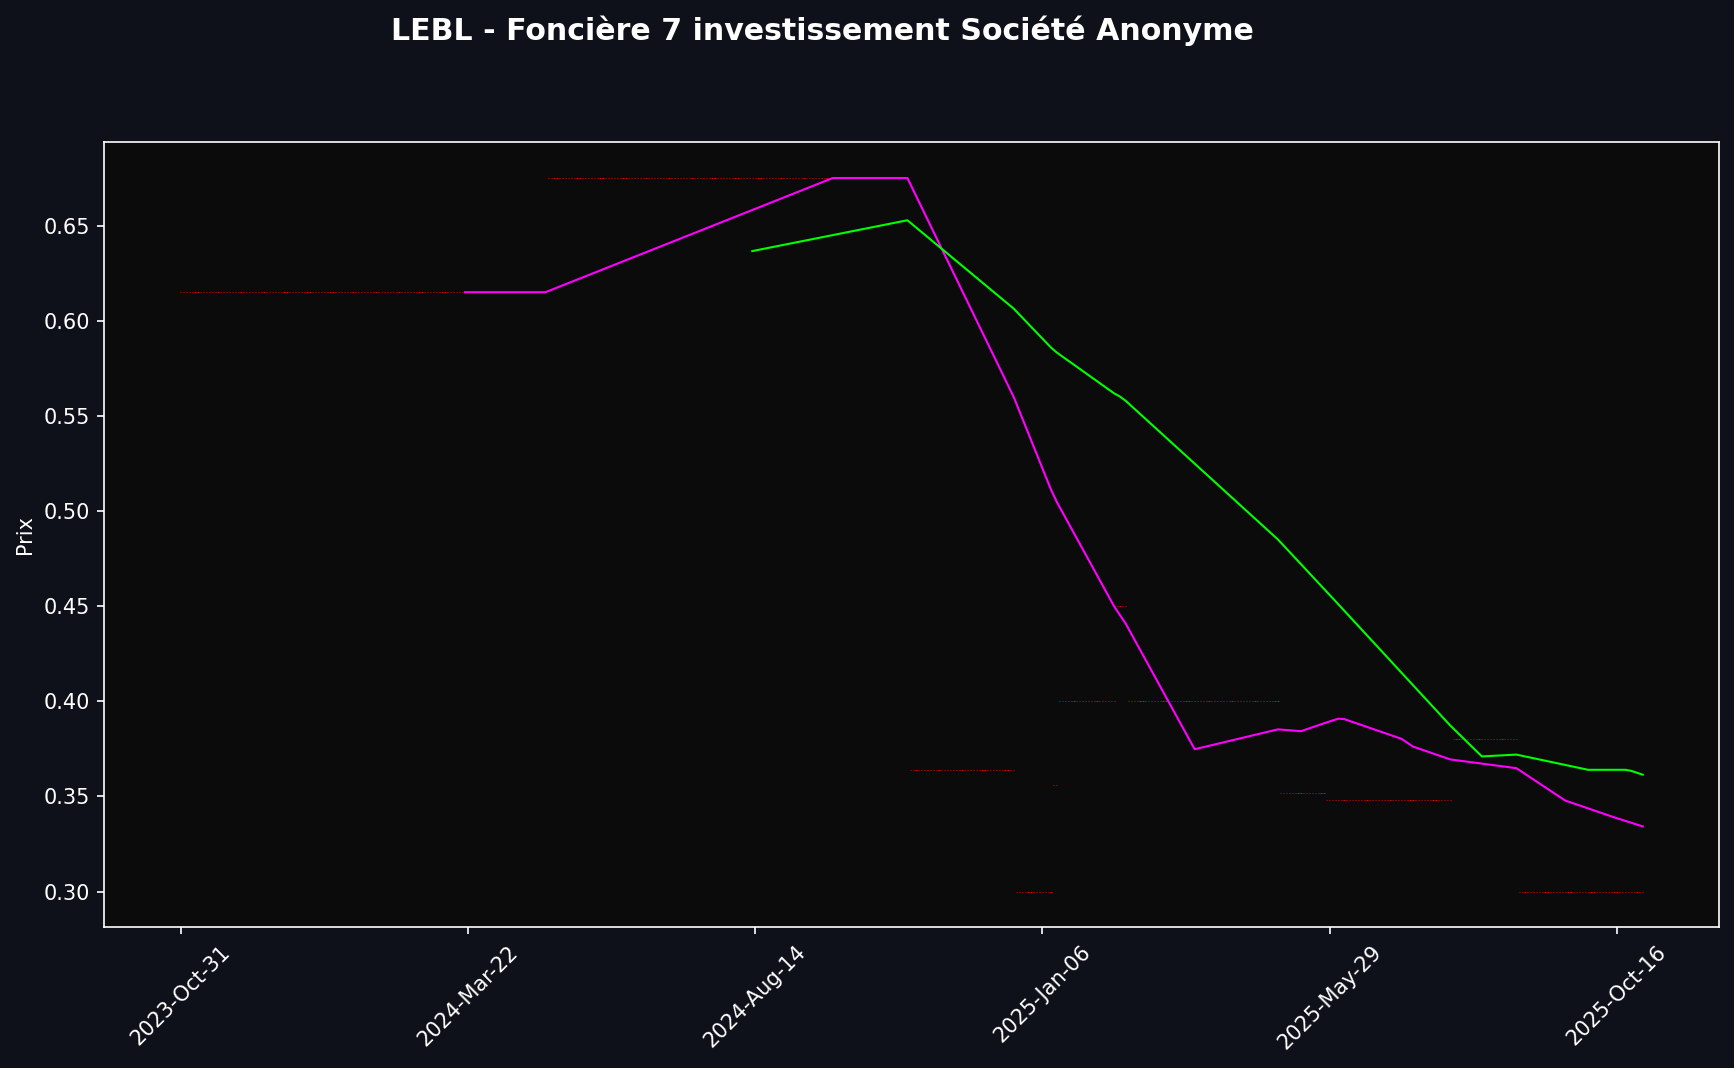 LEBL - Foncière 7 investissement Société Anonyme
Prix
0.65
0.60
0.55
0.50
0.45
0.40
0.35
0.30
2023-Oct-31
2024-Mar-22
2024-Aug-14
2025-Jan-06
2025-May-29
2025-Oct-16